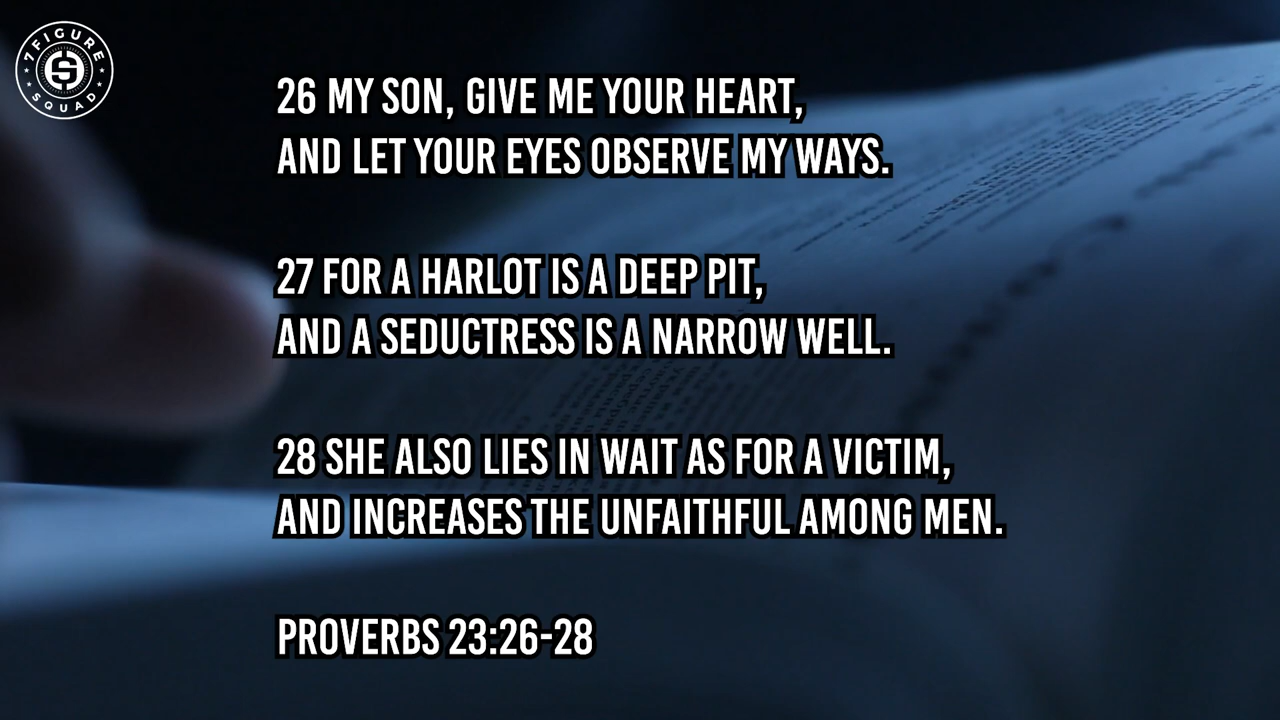 7FIGURE
SQUAD
26 MY SON, GIVE ME YOUR HEART,
AND LET YOUR EYES OBSERVE MY WAYS.
27 FOR A HARLOT IS A DEEP PIT,
AND A SEDUCTRESS IS A NARROW WELL.
28 SHE ALSO LIES IN WAIT AS FOR A VICTIM,
AND INCREASES THE UNFAITHFUL AMONG MEN.
PROVERBS 23:26-28